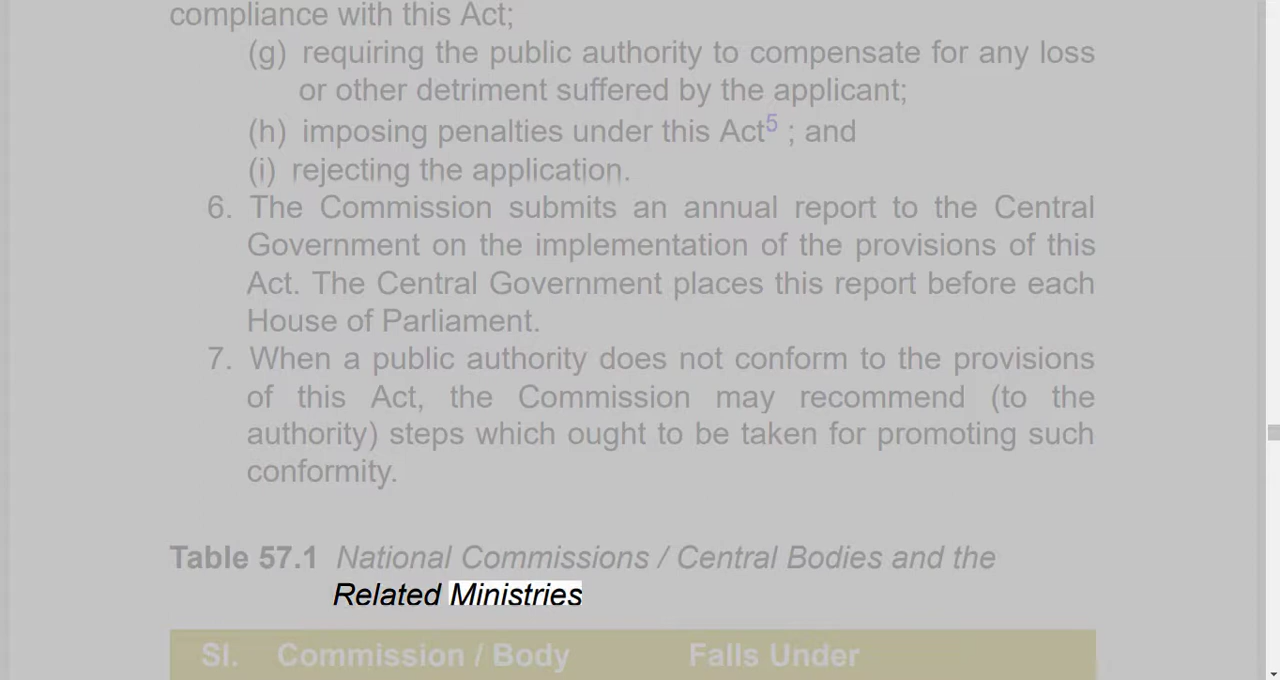 compliance with this Act;
(g) requiring the public authority to compensate for any loss
or other detriment suffered by the applicant;
(h) imposing penalties under this Act5 ; and
(i) rejecting the application.
6. The Commission submits an annual report to the Central
Government on the implementation of the provisions of this
Act. The Central Government places this report before each
House of Parliament.
7. When a public authority does not conform to the provisions
of this Act, the Commission may recommend (to the
authority) steps which ought to be taken for promoting such
conformity.
Table 57.1 National Commissions / Central Bodies and the
Related Ministries
Sl. Commission / Body Falls Under